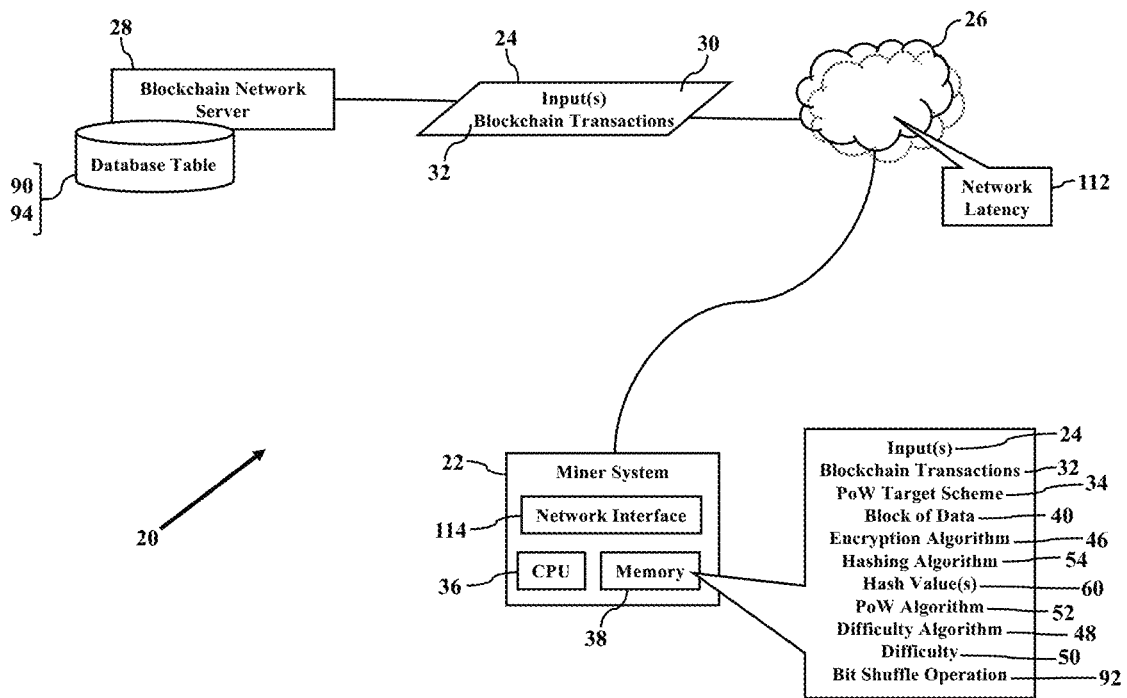 28
Blockchain Network
Server
Database Table
90
94
24
30
Input(s)
Blockchain Transactions
32
26
Network
Latency
112
20
22
Miner System
Network Interface
114
CPU
Memory
36
38
Input(s) 24
Blockchain Transactions 32
PoW Target Scheme 34
Block of Data 40
Encryption Algorithm 46
Hashing Algorithm 54
Hash Value(s) 60
PoW Algorithm 52
Difficulty Algorithm 48
Difficulty 50
Bit Shuffle Operation 92